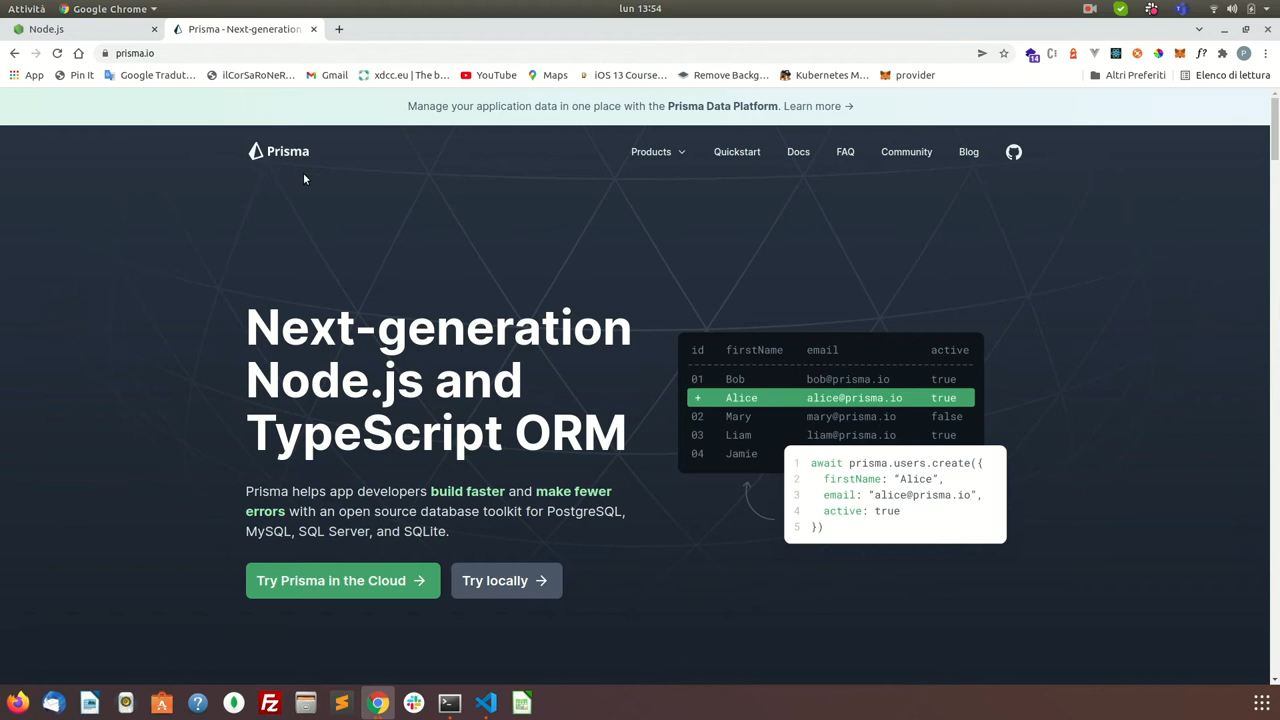 Attività
Google Chrome
lun 13:54
Node.js
Prisma - Next-generation
prisma.io
14
P
App
Pin It
Google Tradut...
ilCorSaRoNeR...
Gmail
xdcc.eu | The b...
YouTube
Maps
iOS 13 Course...
Remove Backg...
Kubernetes M...
provider
Altri Preferiti
Elenco di lettura
Manage your application data in one place with the Prisma Data Platform. Learn more →
Prisma
Products
Quickstart
Docs
FAQ
Community
Blog
Next-generation
Node.js and
TypeScript ORM
Prisma helps app developers build faster and make fewer
errors with an open source database toolkit for PostgreSQL,
MySQL, SQL Server, and SQLite.
Try Prisma in the Cloud →
Try locally →
id firstName email active
01 Bob bob@prisma.io true
+ Alice alice@prisma.io true
02 Mary mary@prisma.io false
03 Liam liam@prisma.io true
04 Jamie
1 await prisma.users.create({
2 firstName: "Alice",
3 email: "alice@prisma.io",
4 active: true
5 })